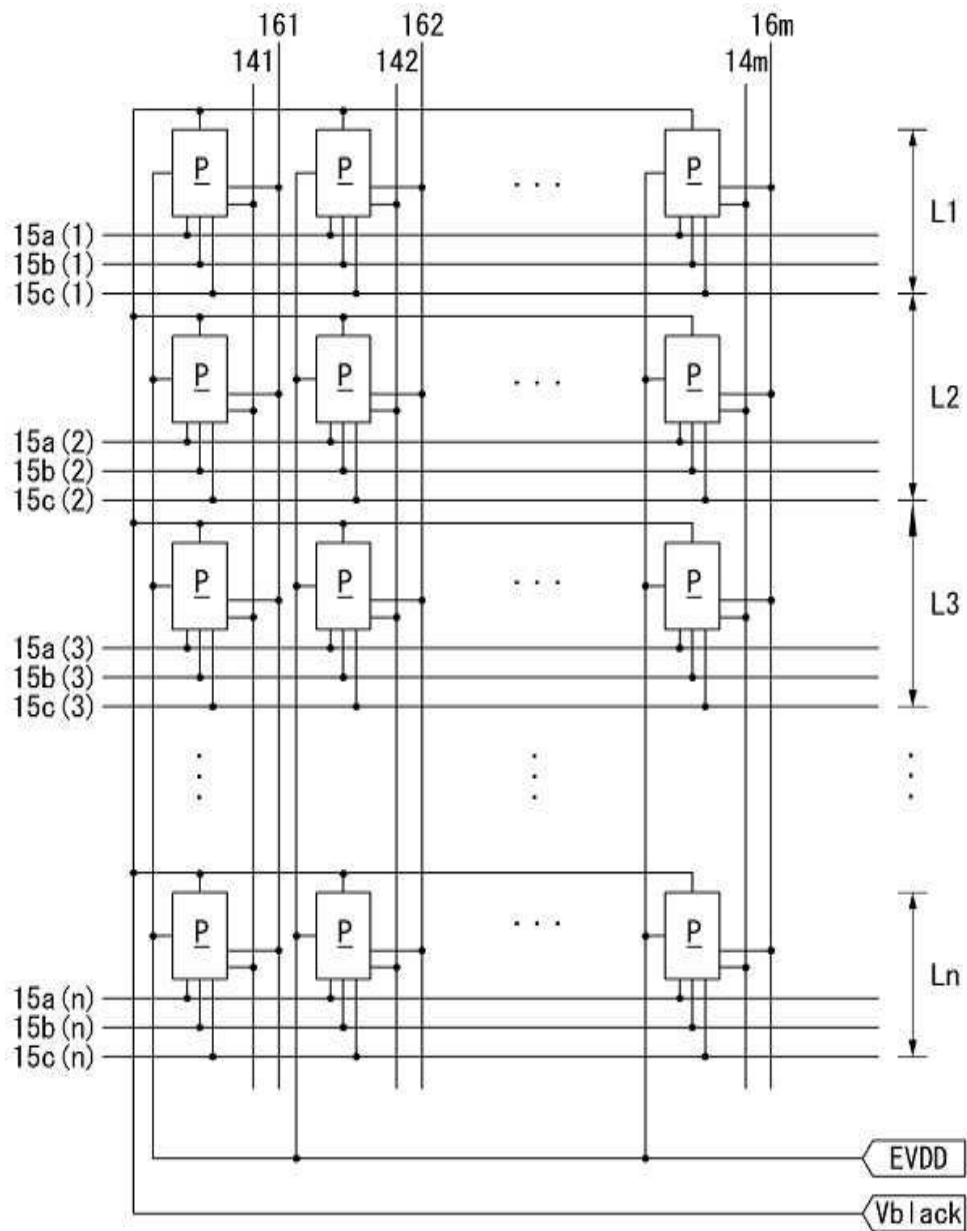 161 162 16m
141 142 14m
P P ··· P
L1
15a(1)
15b(1)
15c(1)
P P ··· P
L2
15a(2)
15b(2)
15c(2)
P P ··· P
L3
15a(3)
15b(3)
15c(3)
P P ··· P
Ln
15a(n)
15b(n)
15c(n)
EVDD
Vblack